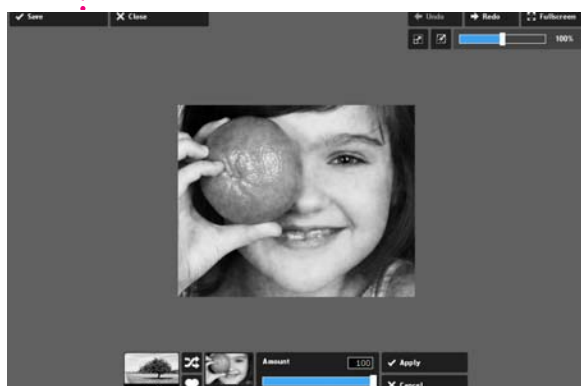 Save
Close
Undo
Redo
Fullscreen
100%
Amount
100
Apply
Cancel